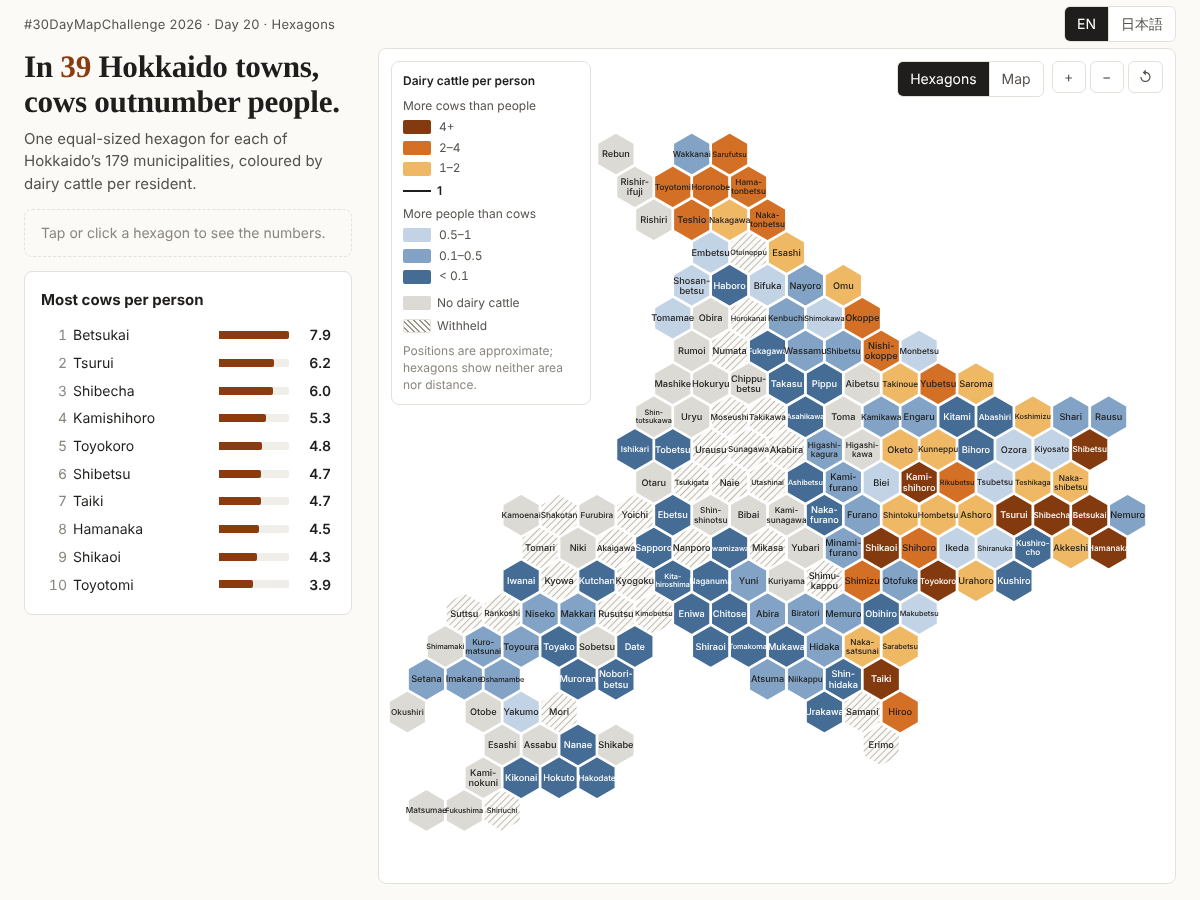 #30DayMapChallenge 2026 · Day 20 · Hexagons
EN
日本語
In 39 Hokkaido towns,
cows outnumber people.
One equal-sized hexagon for each of
Hokkaido’s 179 municipalities, coloured by
dairy cattle per resident.
Tap or click a hexagon to see the numbers.
Most cows per person
1 Betsukai 7.9
2 Tsurui 6.2
3 Shibecha 6.0
4 Kamishihoro 5.3
5 Toyokoro 4.8
6 Shibetsu 4.7
7 Taiki 4.7
8 Hamanaka 4.5
9 Shikaoi 4.3
10 Toyotomi 3.9
Dairy cattle per person
More cows than people
4+
2–4
1–2
1
More people than cows
0.5–1
0.1–0.5
< 0.1
No dairy cattle
Withheld
Positions are approximate;
hexagons show neither area
nor distance.
Hexagons Map + −
Rebun Wakkanai Sarufutsu
Rishir-
ifuji Toyotomi Horonobe Hama-
tonbetsu
Rishiri Teshio Nakagawa Naka-
tonbetsu
Embetsu Otoineppu Esashi
Shosan-
betsu Haboro Bifuka Nayoro Omu
Tomamae Obira Horokanai Kenbuchi Shimokawa Okoppe
Rumoi Numata Fukagawa Wassamu Shibetsu Nishi-
okoppe Monbetsu
Mashike Hokuryu Chippu-
betsu Takasu Pippu Aibetsu Takinoue Yubetsu Saroma
Shin-
totsukawa Uryu Moseushi Takikawa Asahikawa Toma Kamikawa Engaru Kitami Abashiri Koshimizu Shari Rausu
Ishikari Tobetsu Urausu Sunagawa Akabira Higashi-
kagura Higashi-
kawa Oketo Kunneppu Bihoro Ozora Kiyosato Shibetsu
Otaru Tsukigata Naie Utashinai Ashibetsu Kami-
furano Biei Kami-
shihoro Rikubetsu Tsubetsu Teshikaga Naka-
shibetsu
Kamoenai Shakotan Furubira Yoichi Ebetsu Shin-
shinotsu Bibai Kami-
sunagawa Naka-
furano Furano Shintoku Hombetsu Ashoro Tsurui Shibecha Betsukai Nemuro
Tomari Niki Akaigawa Sapporo Nanporo wamizawa Mikasa Yubari Minami-
furano Shikaoi Shihoro Ikeda Shiranuka Kushiro-
cho Akkeshi Hamanaka
Iwanai Kyowa Kutchan Kyogoku Kita-
hiroshima Naganuma Yuni Kuriyama Shimu-
kappu Shimizu Otofuke Toyokoro Urahoro Kushiro
Suttsu Rankoshi Niseko Makkari Rusutsu Kimobetsu Eniwa Chitose Abira Biratori Memuro Obihiro Makubetsu
Shimamaki Kuro-
matsunai Toyoura Toyako Sobetsu Date Shiraoi Tomakomai Mukawa Hidaka Naka-
satsunai Sarabetsu
Setana Imakane Oshamambe Muroran Nobori-
betsu Atsuma Niikappu Shin-
hidaka Taiki
Okushiri Otobe Yakumo Mori Urakawa Samani Hiroo
Esashi Assabu Nanae Shikabe Erimo
Kami-
nokuni Kikonai Hokuto Hakodate
Matsumae Fukushima Shiriuchi